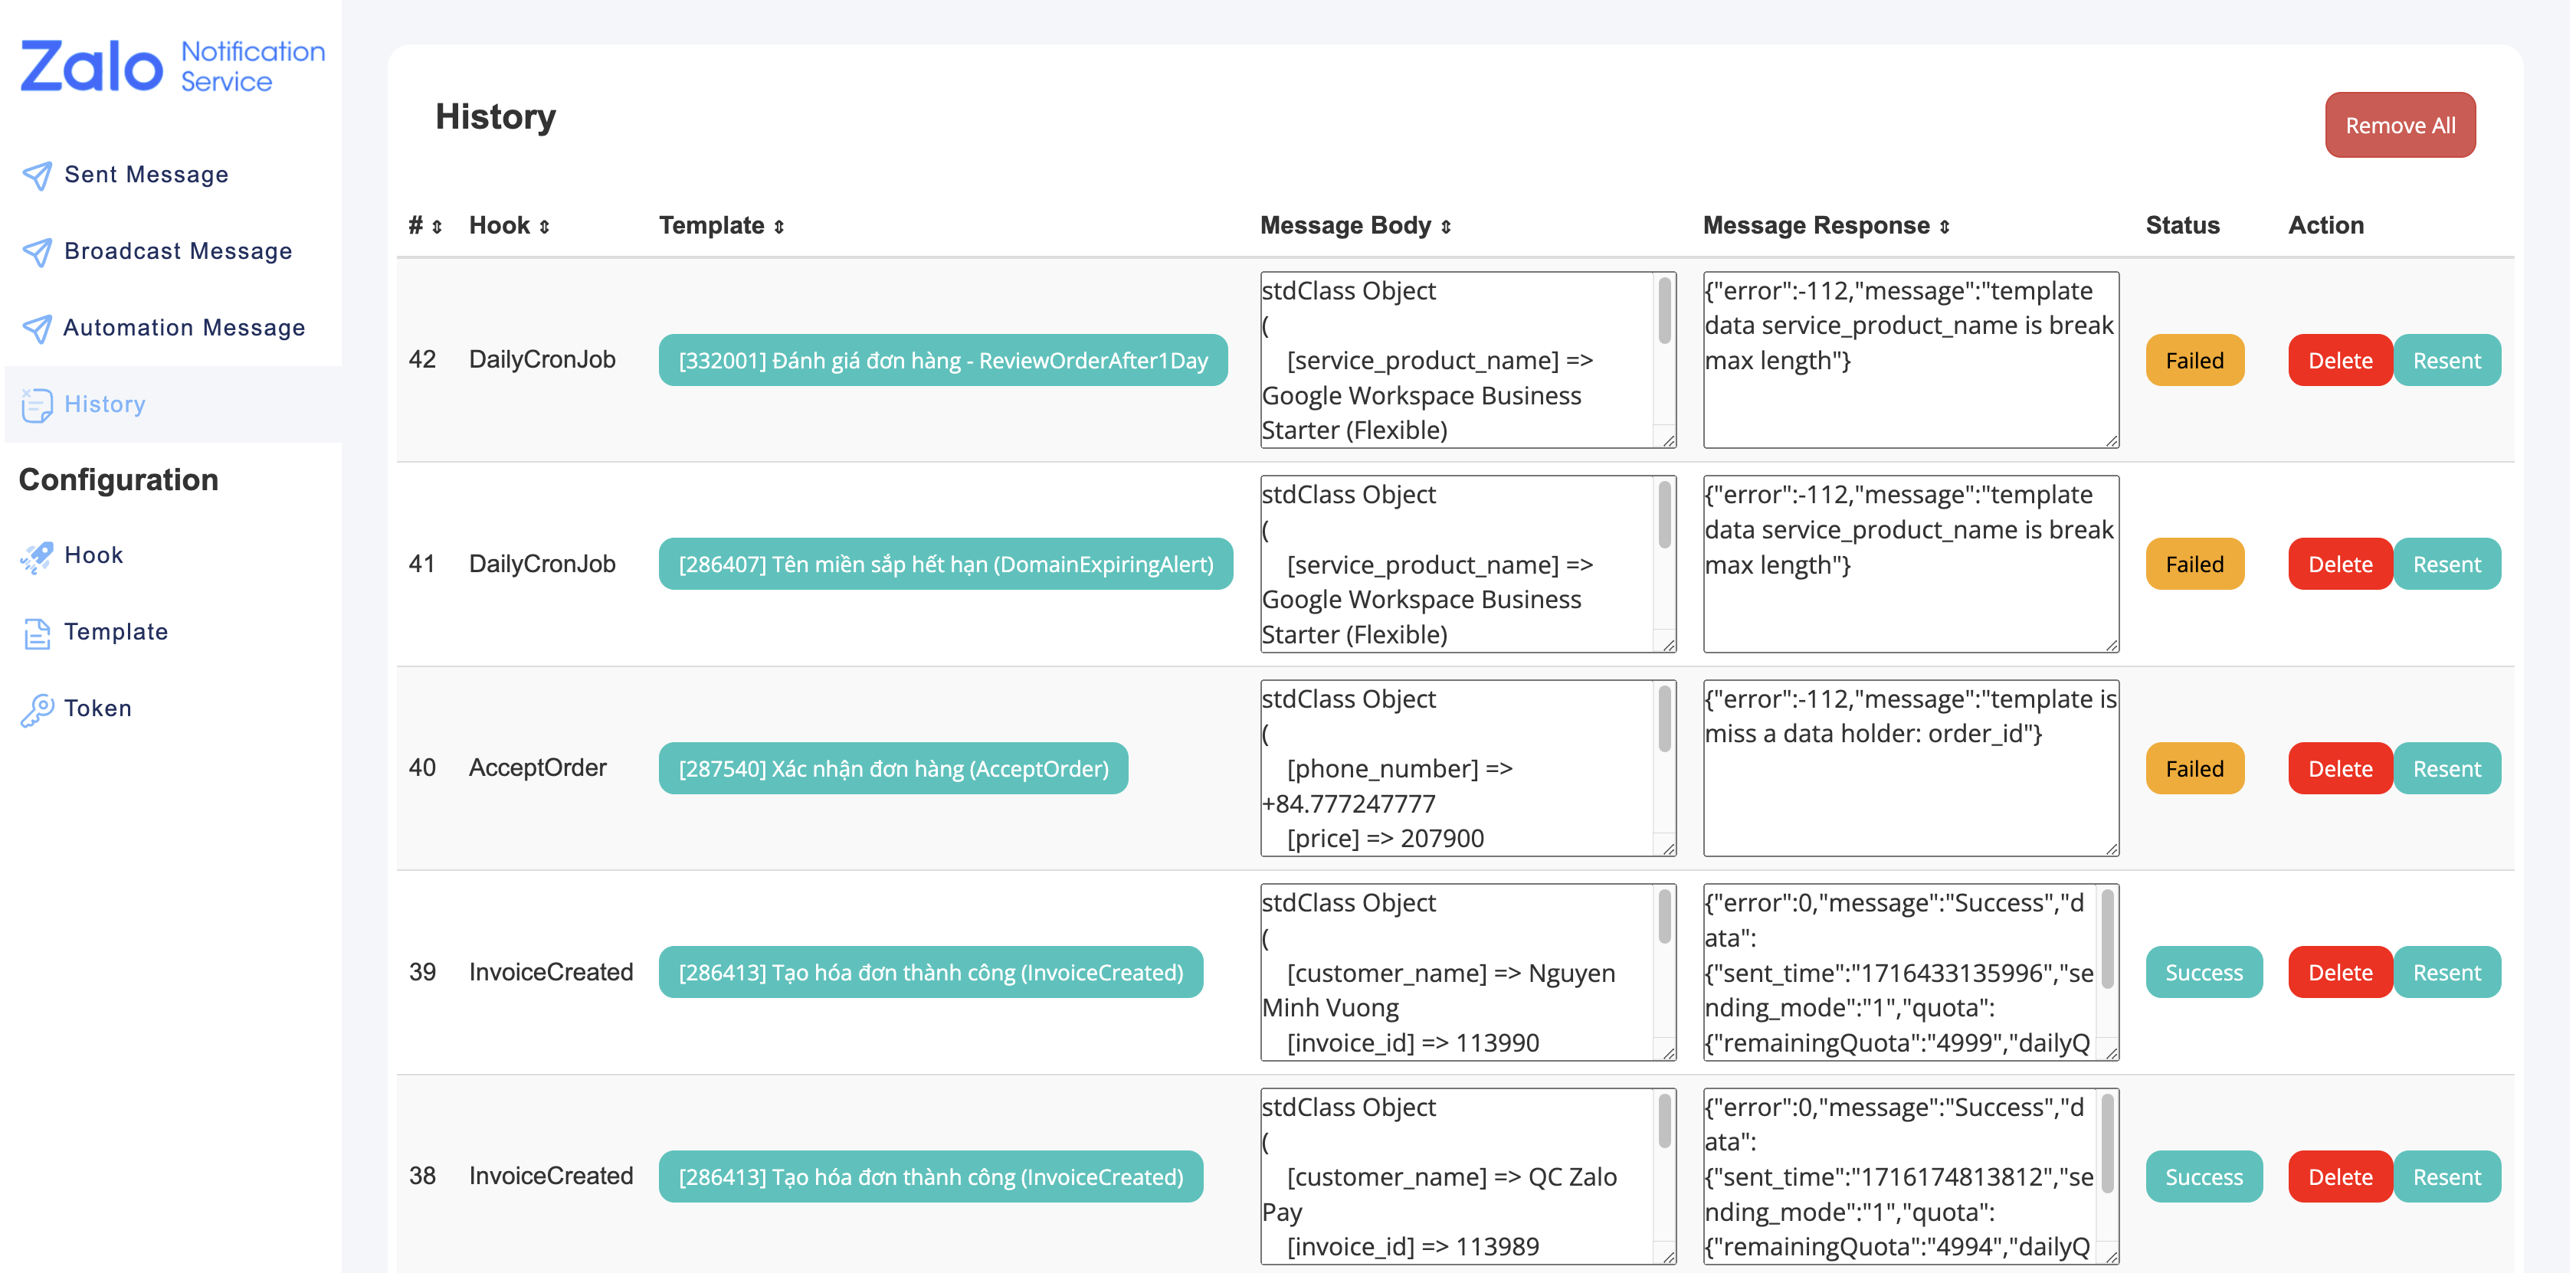 Zalo Notification Service
Sent Message
Broadcast Message
Automation Message
History
Configuration
Hook
Template
Token
History
Remove All
# Hook Template Message Body Message Response Status Action
42 DailyCronJob [332001] Đánh giá đơn hàng - ReviewOrderAfter1Day
stdClass Object
(
[service_product_name] =>
Google Workspace Business
Starter (Flexible)
{"error":-112,"message":"template
data service_product_name is break
max length"}
Failed Delete Resent
41 DailyCronJob [286407] Tên miền sắp hết hạn (DomainExpiringAlert)
stdClass Object
(
[service_product_name] =>
Google Workspace Business
Starter (Flexible)
{"error":-112,"message":"template
data service_product_name is break
max length"}
Failed Delete Resent
40 AcceptOrder [287540] Xác nhận đơn hàng (AcceptOrder)
stdClass Object
(
[phone_number] =>
+84.777247777
[price] => 207900
{"error":-112,"message":"template is
miss a data holder: order_id"}
Failed Delete Resent
39 InvoiceCreated [286413] Tạo hóa đơn thành công (InvoiceCreated)
stdClass Object
(
[customer_name] => Nguyen
Minh Vuong
[invoice_id] => 113990
{"error":0,"message":"Success","d
ata":
{"sent_time":"1716433135996","se
nding_mode":"1","quota":
{"remainingQuota":"4999","dailyQ
Success Delete Resent
38 InvoiceCreated [286413] Tạo hóa đơn thành công (InvoiceCreated)
stdClass Object
(
[customer_name] => QC Zalo
Pay
[invoice_id] => 113989
{"error":0,"message":"Success","d
ata":
{"sent_time":"1716174813812","se
nding_mode":"1","quota":
{"remainingQuota":"4994","dailyQ
Success Delete Resent